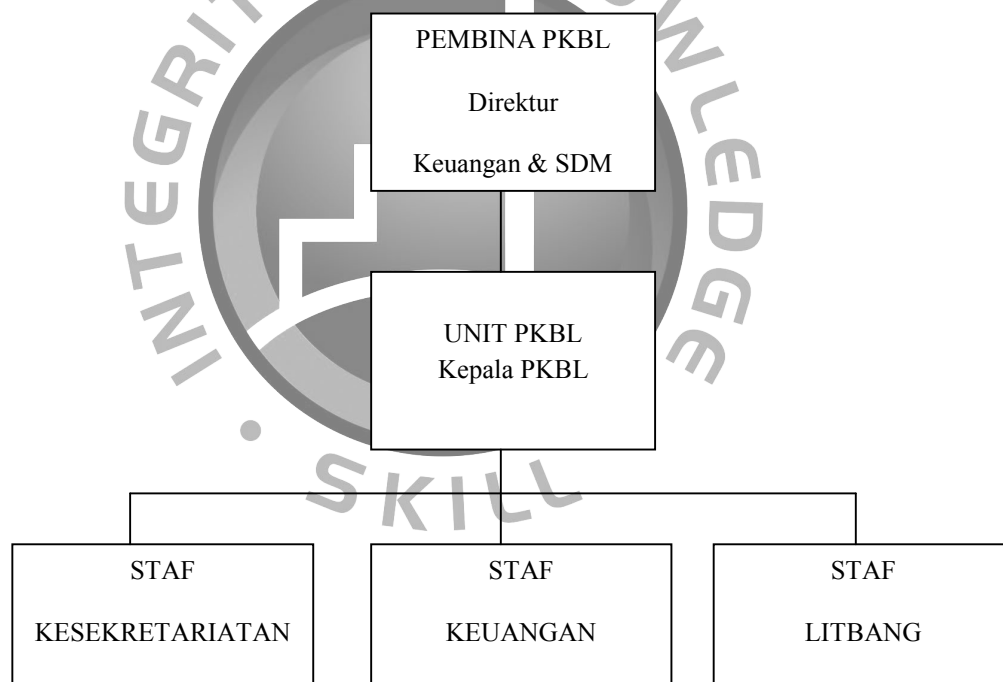 PEMBINA PKBL
Direktur
Keuangan & SDM
UNIT PKBL
Kepala PKBL
STAF
KESEKRETARIATAN
STAF
KEUANGAN
STAF
LITBANG
SKILL